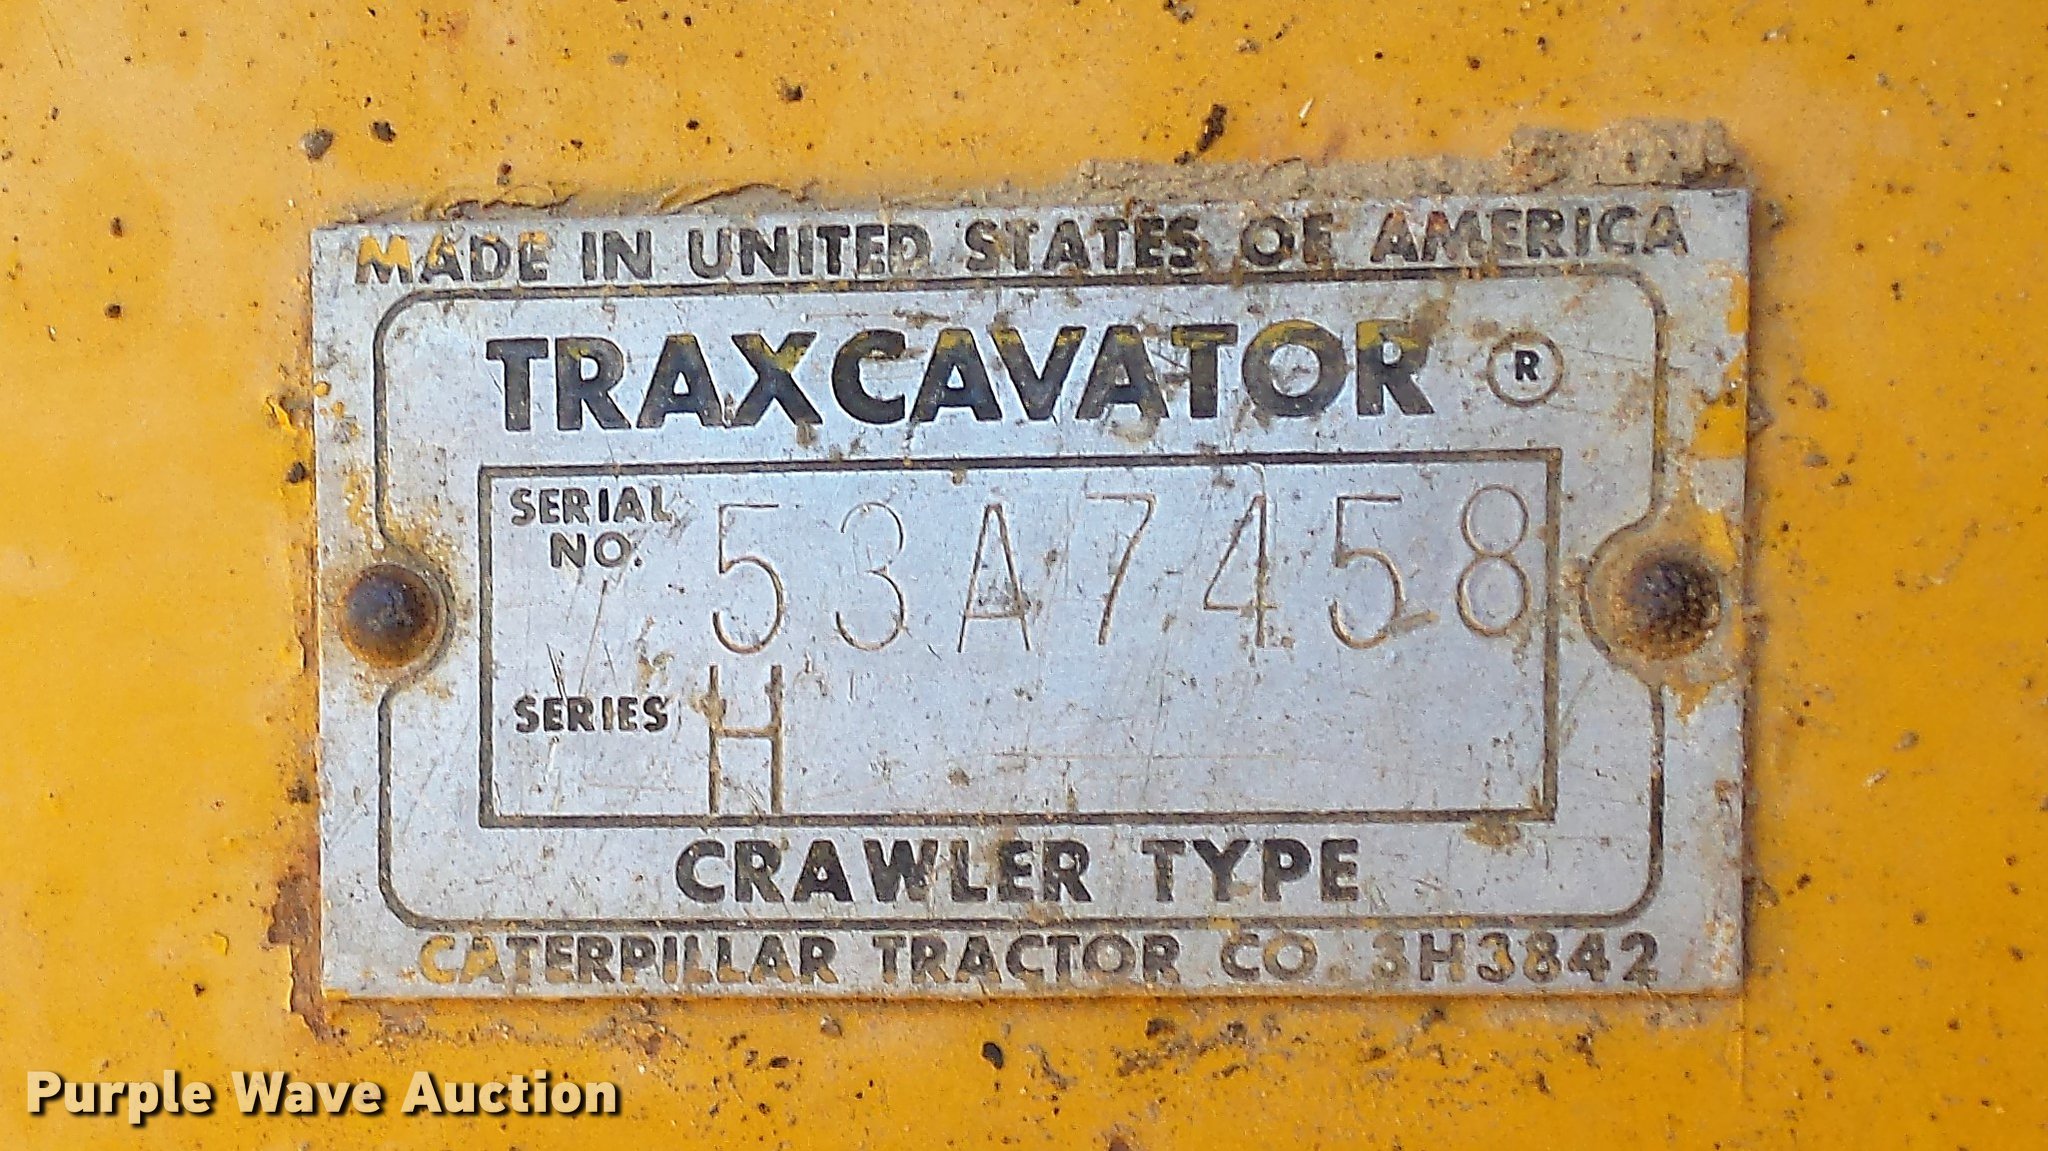 MADE IN UNITED STATES OF AMERICA
TRAXCAVATOR ®
SERIAL NO. 53A7458
SERIES H
CRAWLER TYPE
CATERPILLAR TRACTOR CO. 3H3842
Purple Wave Auction